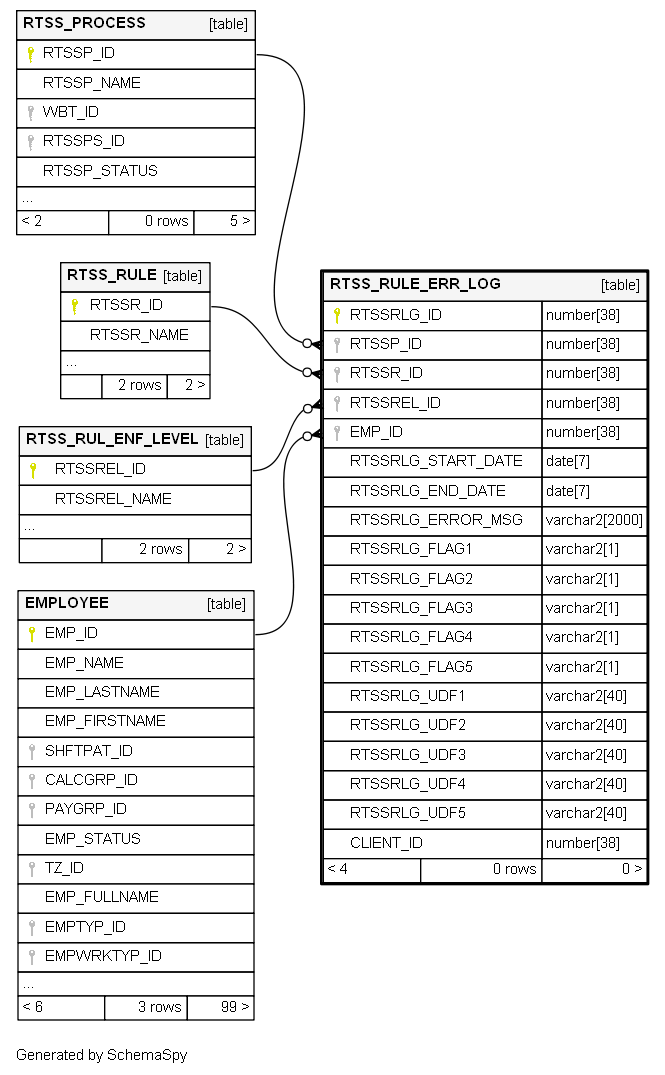 RTSS_PROCESS [table]
RTSSP_ID
RTSSP_NAME
WBT_ID
RTSSPS_ID
RTSSP_STATUS
...
< 2 0 rows 5 >
RTSS_RULE [table]
RTSSR_ID
RTSSR_NAME
...
2 rows 2 >
RTSS_RUL_ENF_LEVEL [table]
RTSSREL_ID
RTSSREL_NAME
...
2 rows 2 >
EMPLOYEE [table]
EMP_ID
EMP_NAME
EMP_LASTNAME
EMP_FIRSTNAME
SHFTPAT_ID
CALCGRP_ID
PAYGRP_ID
EMP_STATUS
TZ_ID
EMP_FULLNAME
EMPTYP_ID
EMPWRKTYP_ID
...
< 6 3 rows 99 >
RTSS_RULE_ERR_LOG [table]
RTSSRLG_ID number[38]
RTSSP_ID number[38]
RTSSR_ID number[38]
RTSSREL_ID number[38]
EMP_ID number[38]
RTSSRLG_START_DATE date[7]
RTSSRLG_END_DATE date[7]
RTSSRLG_ERROR_MSG varchar2[2000]
RTSSRLG_FLAG1 varchar2[1]
RTSSRLG_FLAG2 varchar2[1]
RTSSRLG_FLAG3 varchar2[1]
RTSSRLG_FLAG4 varchar2[1]
RTSSRLG_FLAG5 varchar2[1]
RTSSRLG_UDF1 varchar2[40]
RTSSRLG_UDF2 varchar2[40]
RTSSRLG_UDF3 varchar2[40]
RTSSRLG_UDF4 varchar2[40]
RTSSRLG_UDF5 varchar2[40]
CLIENT_ID number[38]
< 4 0 rows 0 >
Generated by SchemaSpy